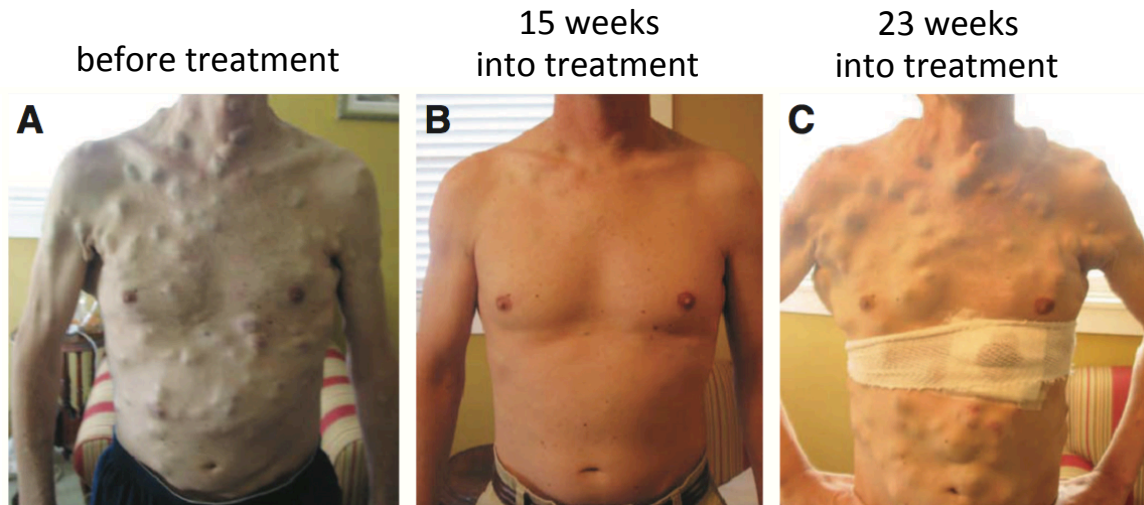 before treatment
15 weeks
into treatment
23 weeks
into treatment
A
B
C